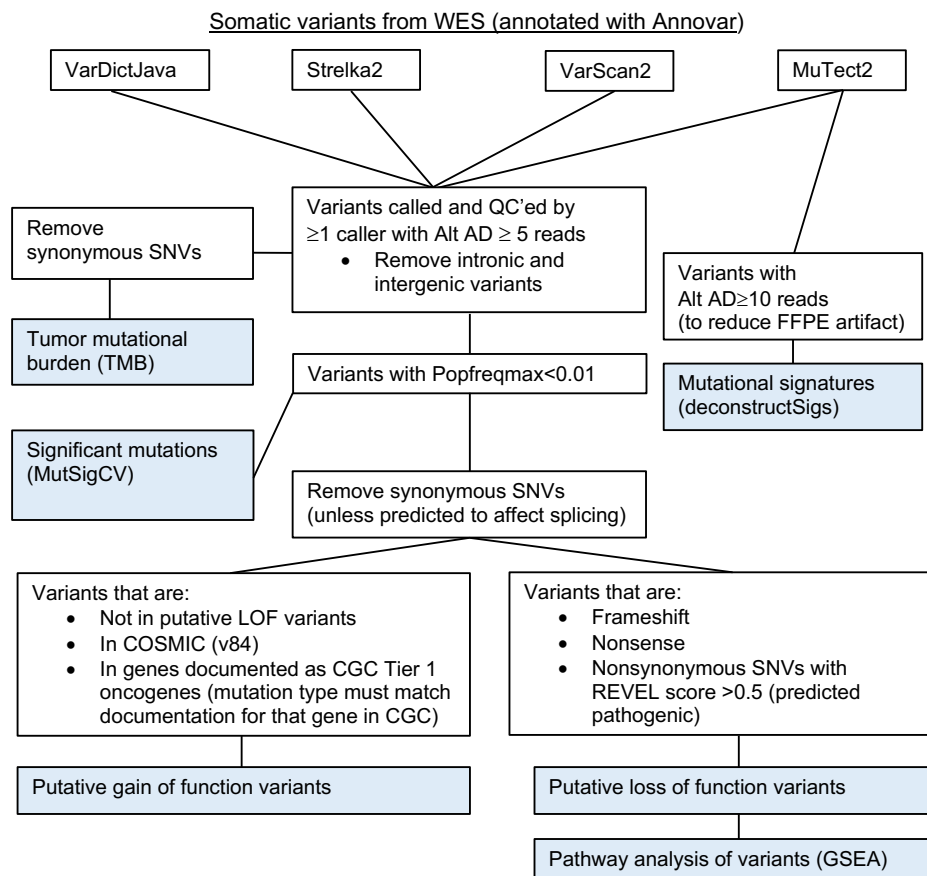 Somatic variants from WES (annotated with Annovar)
VarDictJava
Strelka2
VarScan2
MuTect2
Variants called and QC’ed by
≥1 caller with Alt AD ≥ 5 reads
• Remove intronic and
intergenic variants
Remove
synonymous SNVs
Variants with
Alt AD≥10 reads
(to reduce FFPE artifact)
Tumor mutational
burden (TMB)
Variants with Popfreqmax<0.01
Mutational signatures
(deconstructSigs)
Significant mutations
(MutSigCV)
Remove synonymous SNVs
(unless predicted to affect splicing)
Variants that are:
• Not in putative LOF variants
• In COSMIC (v84)
• In genes documented as CGC Tier 1
oncogenes (mutation type must match
documentation for that gene in CGC)
Variants that are:
• Frameshift
• Nonsense
• Nonsynonymous SNVs with
REVEL score >0.5 (predicted
pathogenic)
Putative gain of function variants
Putative loss of function variants
Pathway analysis of variants (GSEA)